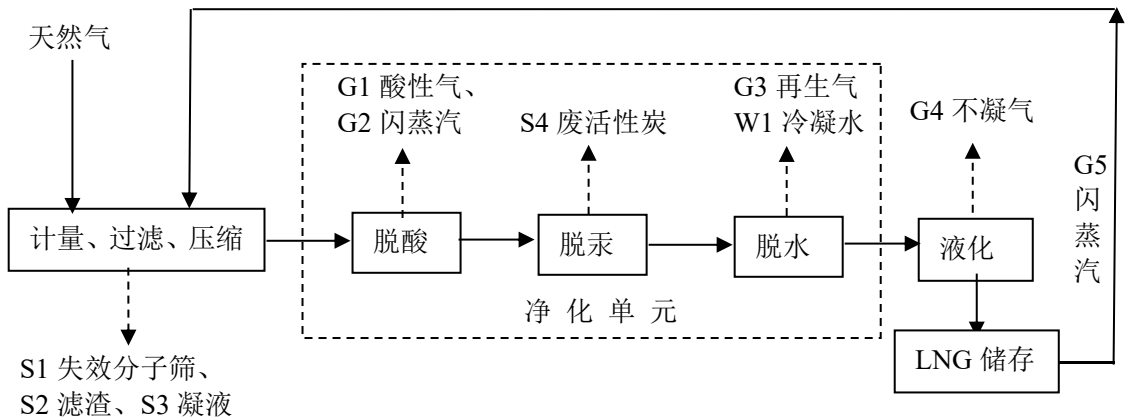 天然气
G1 酸性气、
G2 闪蒸汽
S4 废活性炭
G3 再生气
W1 冷凝水
G4 不凝气
G5
闪
蒸
汽
计量、过滤、压缩
脱酸
脱汞
脱水
液化
净 化 单 元
LNG 储存
S1 失效分子筛、
S2 滤渣、S3 凝液